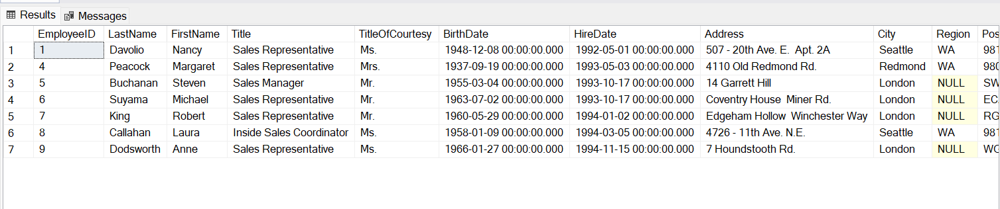 Results Messages
EmployeeID LastName FirstName Title TitleOfCourtesy BirthDate HireDate Address City Region Pos
1 1 Davolio Nancy Sales Representative Ms. 1948-12-08 00:00:00.000 1992-05-01 00:00:00.000 507 - 20th Ave. E.  Apt. 2A Seattle WA 981
2 4 Peacock Margaret Sales Representative Mrs. 1937-09-19 00:00:00.000 1993-05-03 00:00:00.000 4110 Old Redmond Rd. Redmond WA 980
3 5 Buchanan Steven Sales Manager Mr. 1955-03-04 00:00:00.000 1993-10-17 00:00:00.000 14 Garrett Hill London NULL SW
4 6 Suyama Michael Sales Representative Mr. 1963-07-02 00:00:00.000 1993-10-17 00:00:00.000 Coventry House  Miner Rd. London NULL EC
5 7 King Robert Sales Representative Mr. 1960-05-29 00:00:00.000 1994-01-02 00:00:00.000 Edgeham Hollow  Winchester Way London NULL RG
6 8 Callahan Laura Inside Sales Coordinator Ms. 1958-01-09 00:00:00.000 1994-03-05 00:00:00.000 4726 - 11th Ave. N.E. Seattle WA 981
7 9 Dodsworth Anne Sales Representative Ms. 1966-01-27 00:00:00.000 1994-11-15 00:00:00.000 7 Houndstooth Rd. London NULL WG